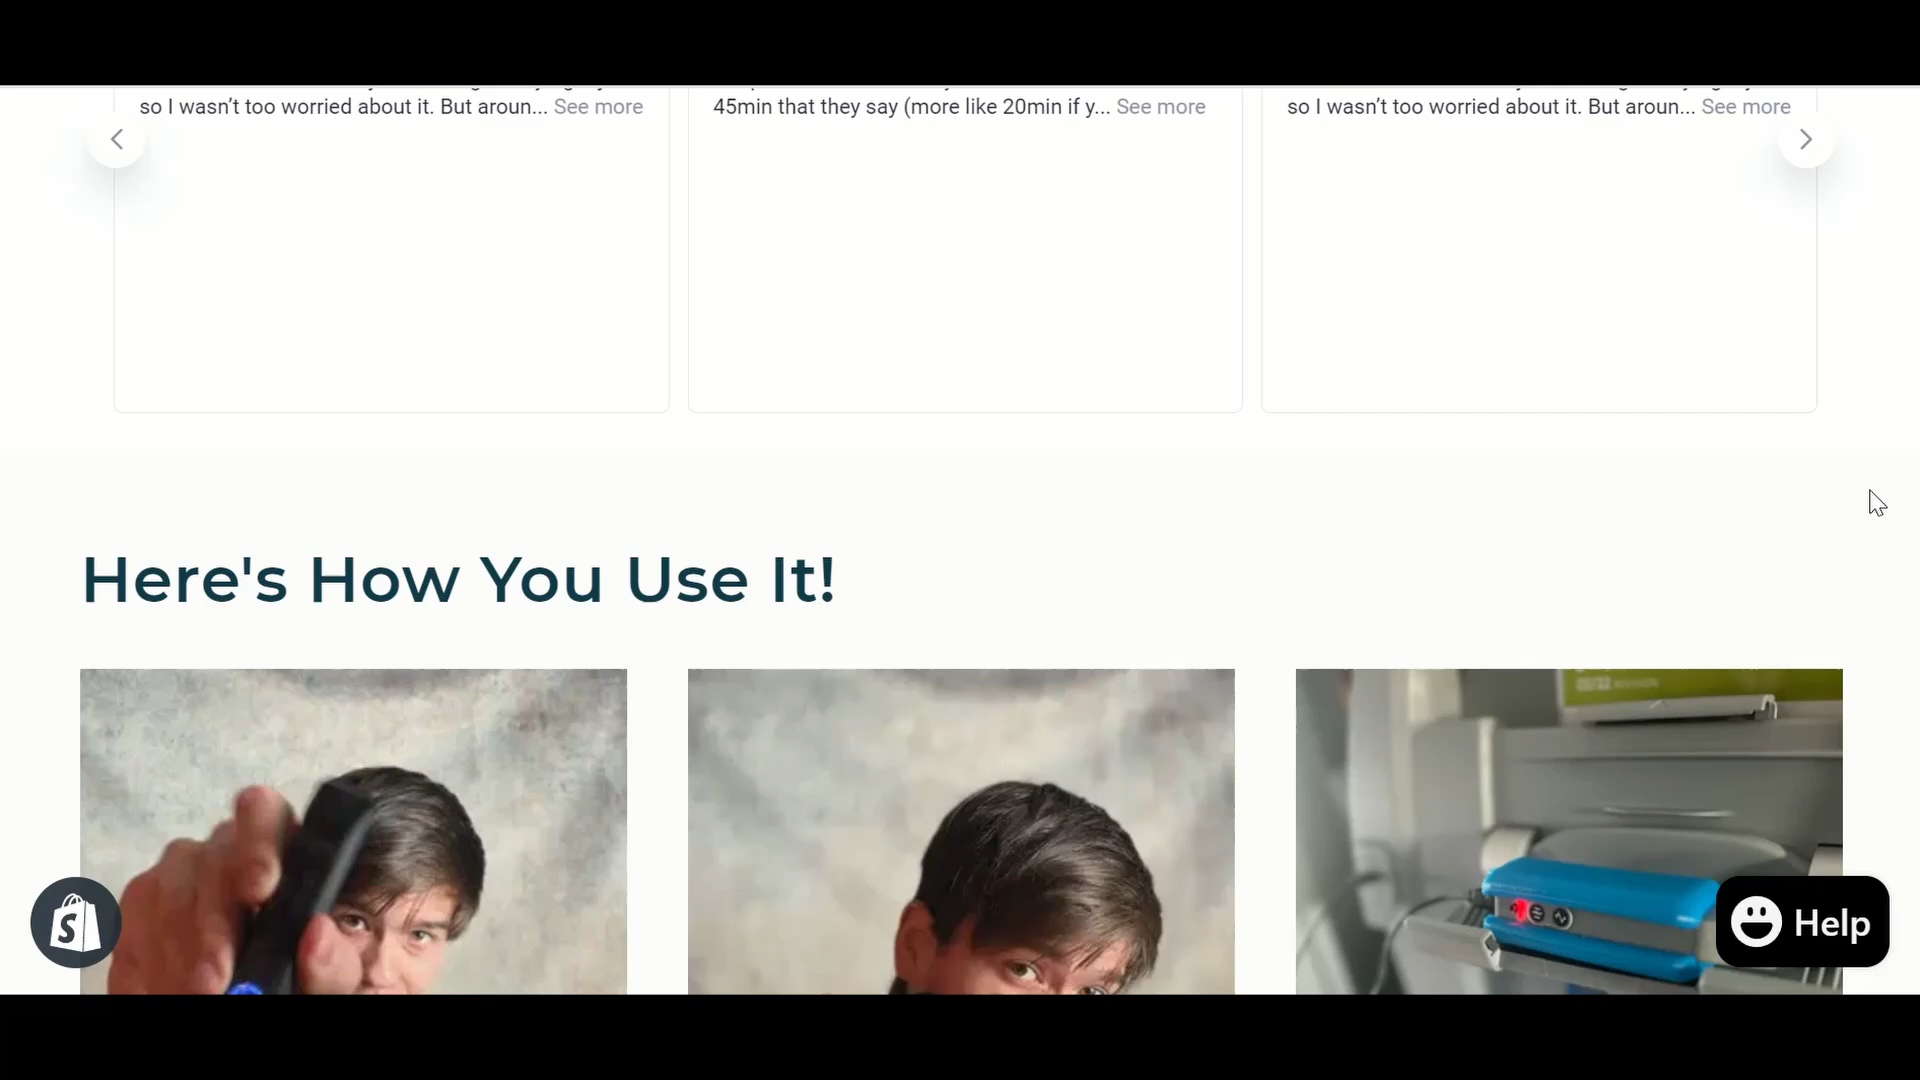 so I wasn’t too worried about it. But aroun... See more
45min that they say (more like 20min if y... See more
so I wasn’t too worried about it. But aroun... See more
Here's How You Use It!
Help